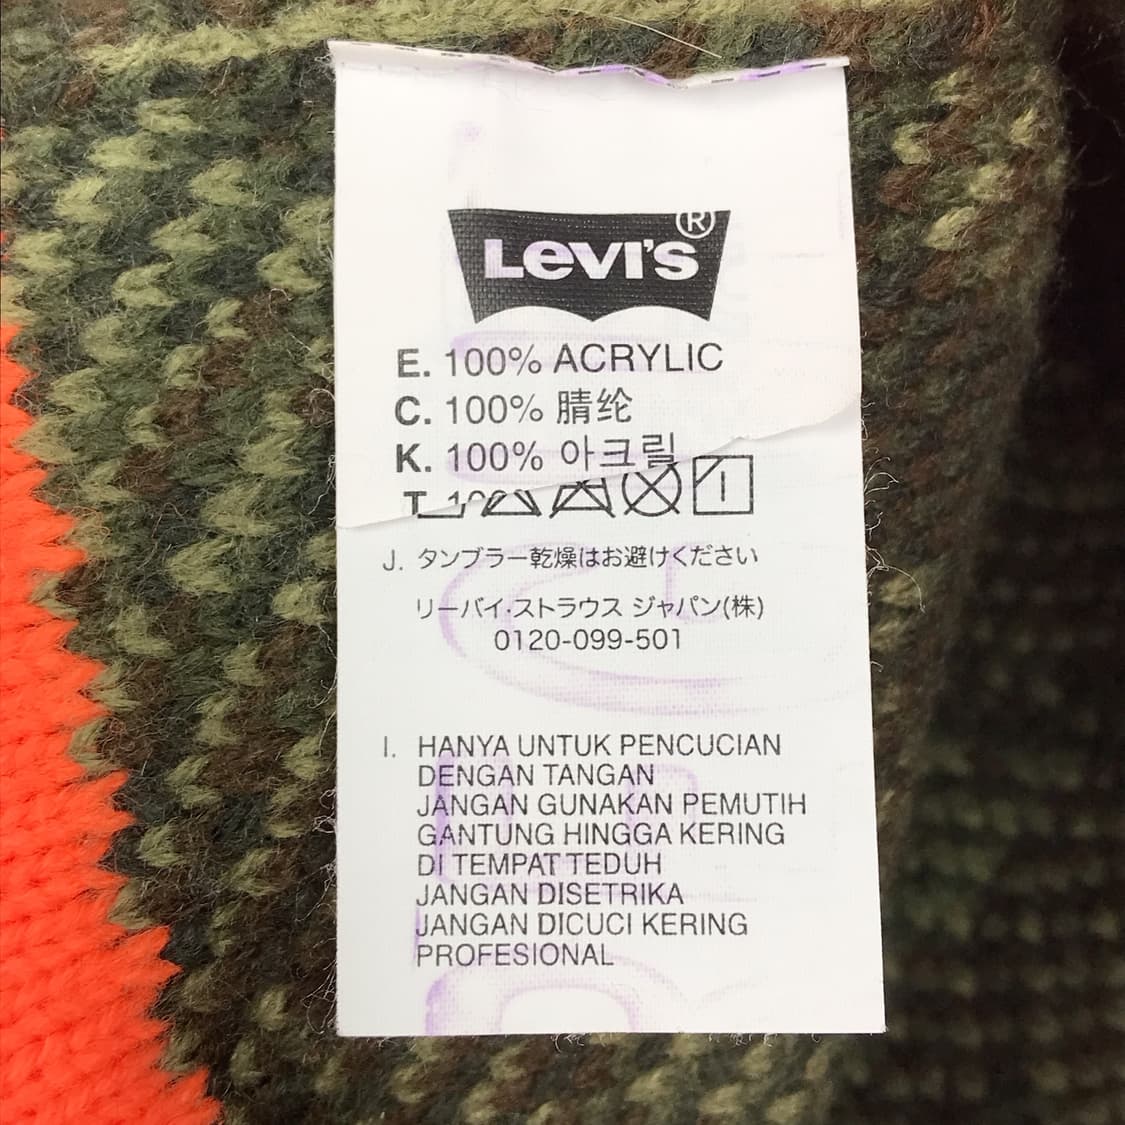 LEVI'S ®
E. 100% ACRYLIC
C. 100% 腈纶
K. 100% 아크릴
T. 100
J. タンブラー乾燥はお避けください
リーバイ·ストラウス ジャパン(株)
0120-099-501
I. HANYA UNTUK PENCUCIAN
DENGAN TANGAN
JANGAN GUNAKAN PEMUTIH
GANTUNG HINGGA KERING
DI TEMPAT TEDUH
JANGAN DISETRIKA
JANGAN DICUCI KERING
PROFESIONAL